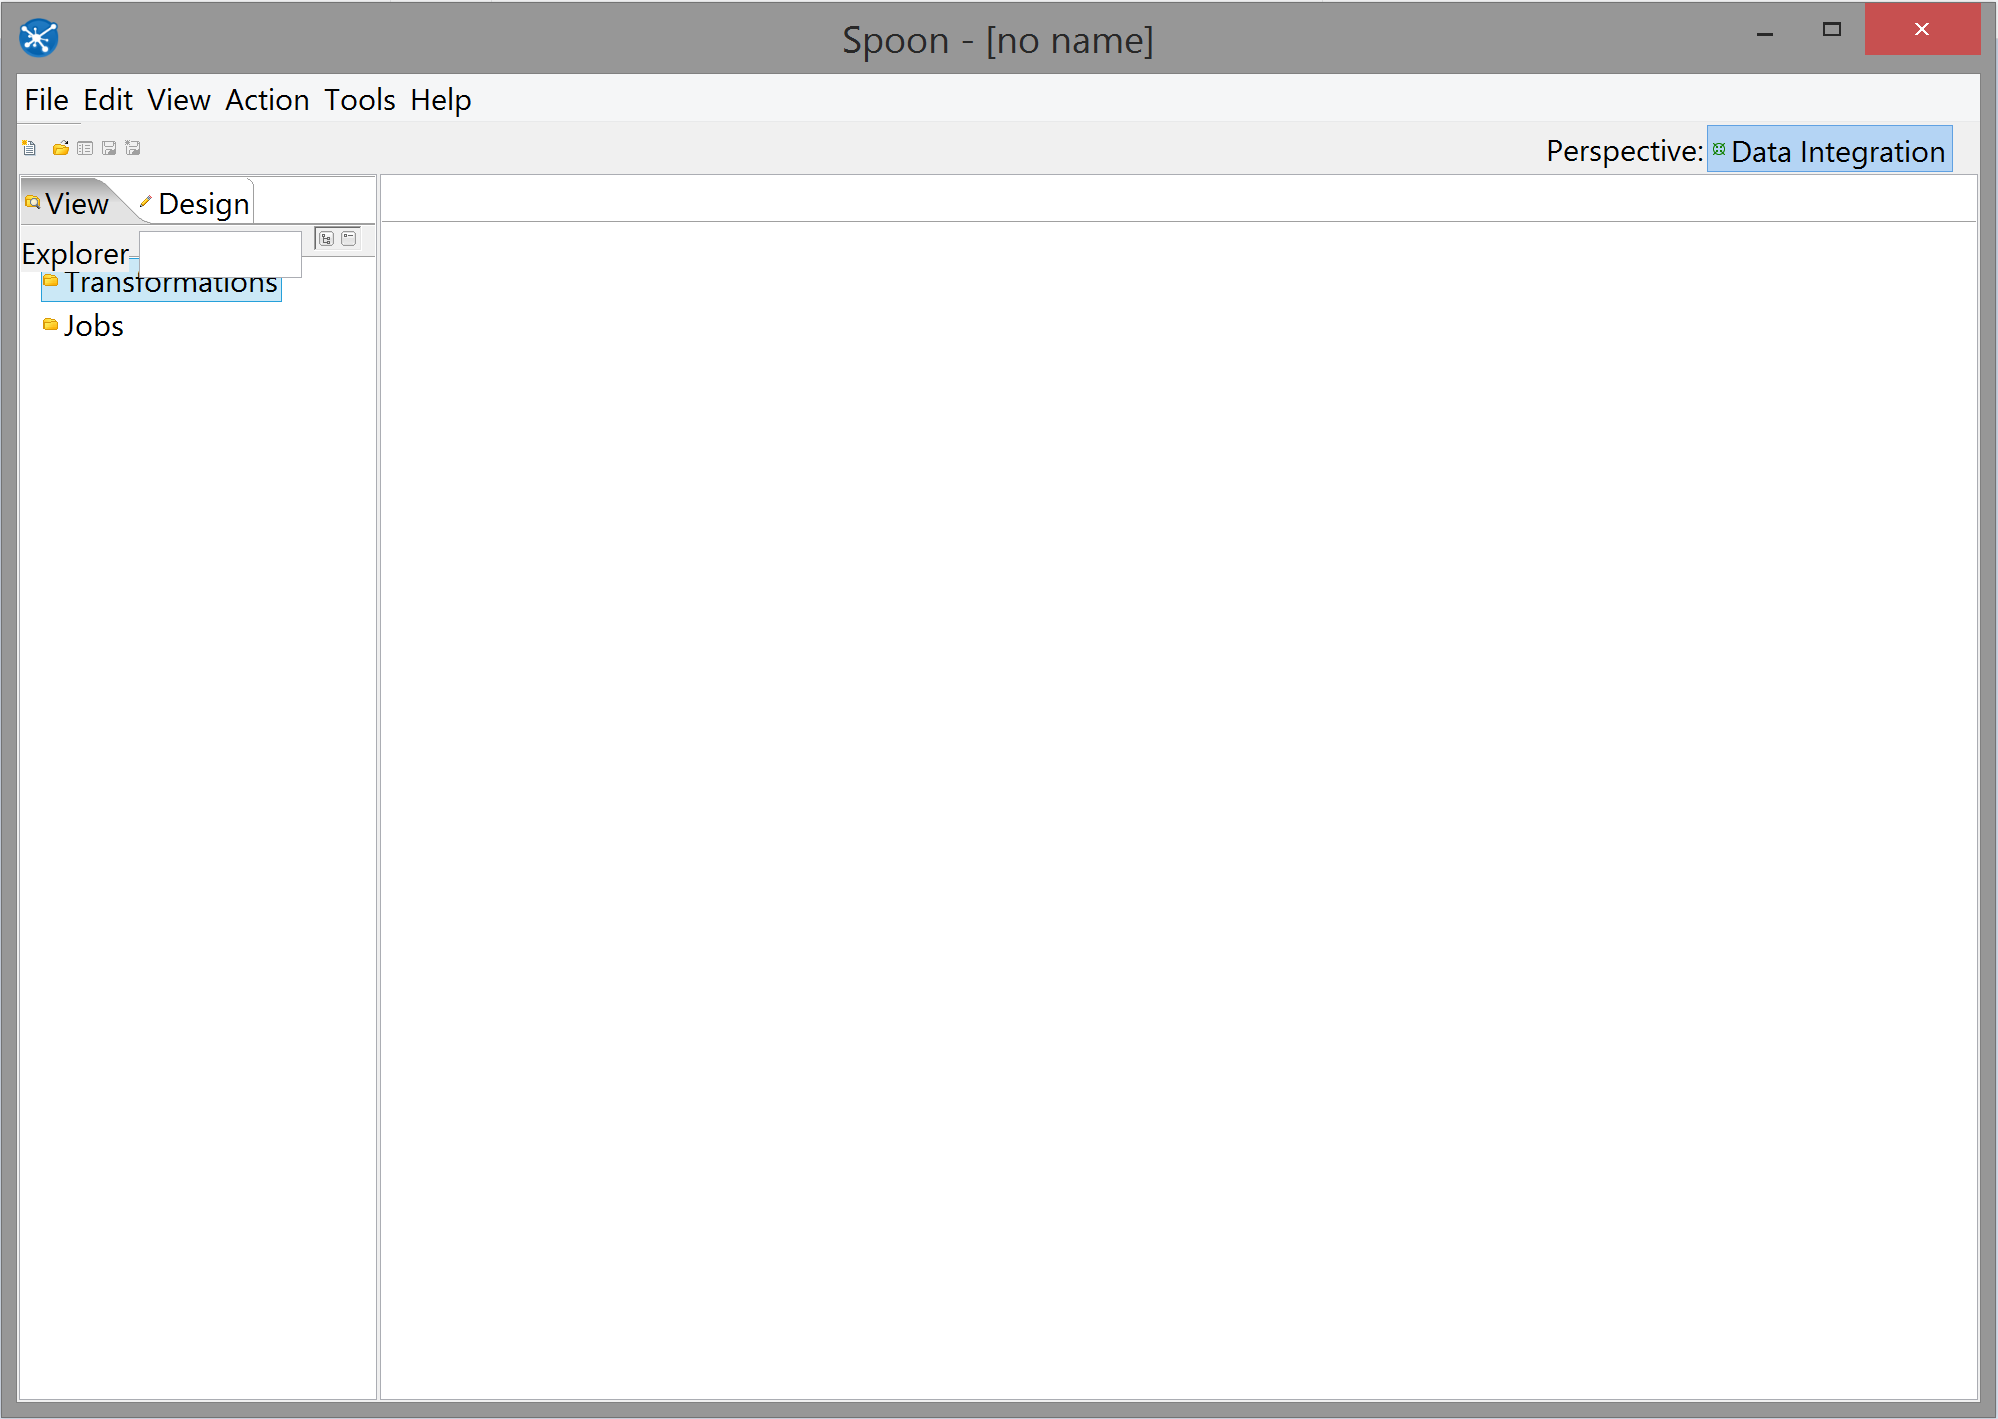 Spoon - [no name]
File Edit View Action Tools Help
Perspective: Data Integration
View Design
Explorer
Transformations
Jobs